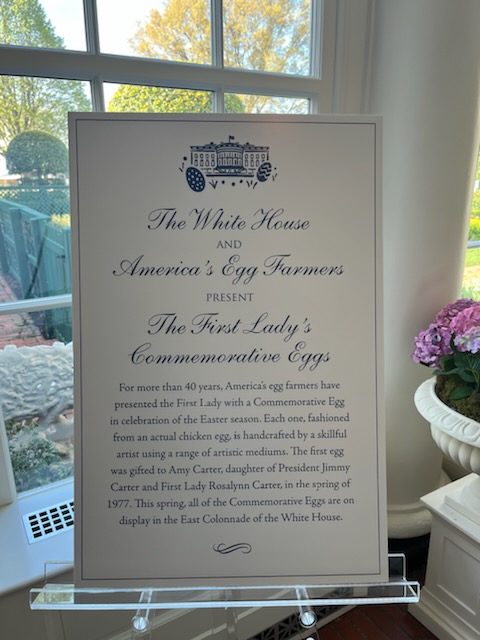 The White House
AND
America's Egg Farmers
PRESENT
The First Lady's
Commemorative Eggs
For more than 40 years, America's egg farmers have
presented the First Lady with a Commemorative Egg
in celebration of the Easter season. Each one, fashioned
from an actual chicken egg, is handcrafted by a skillful
artist using a range of artistic mediums. The first egg
was gifted to Amy Carter, daughter of President Jimmy
Carter and First Lady Rosalynn Carter, in the spring of
1977. This spring, all of the Commemorative Eggs are on
display in the East Colonnade of the White House.